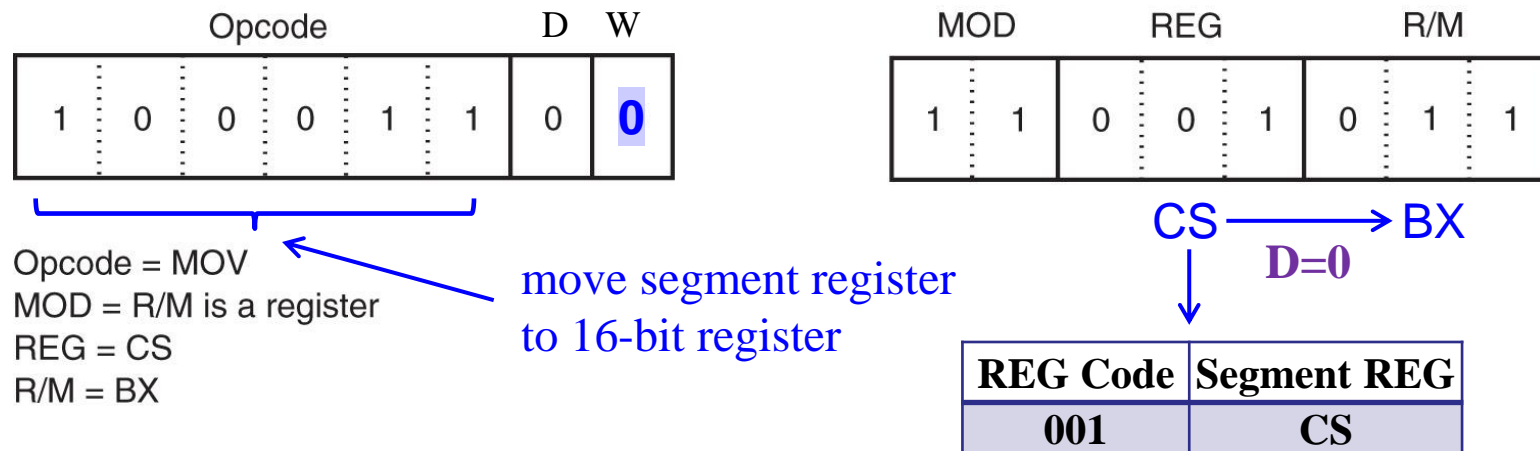 Opcode D W
1 0 0 0 1 1 0 0
Opcode = MOV
MOD = R/M is a register
REG = CS
R/M = BX
move segment register
to 16-bit register
MOD REG R/M
1 1 0 0 1 0 1 1
CS BX
D=0
REG Code Segment REG
001 CS